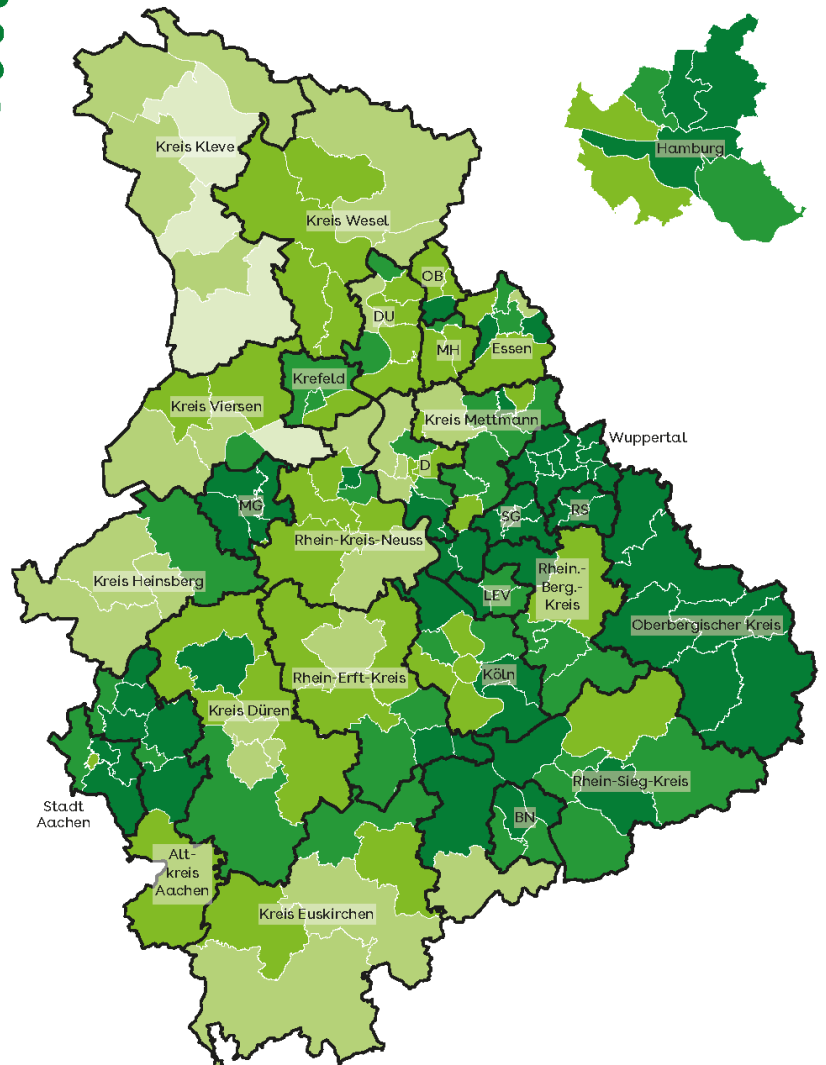 Kreis Kleve
Hamburg
Kreis Wesel
OB
DU
MH
Essen
Krefeld
Kreis Viersen
Kreis Mettmann
Wuppertal
D
MG
SG
RS
Rhein-Kreis-Neuss
Kreis Heinsberg
Rhein.-
Berg.-
Kreis
LEV
Oberbergischer Kreis
Rhein-Erft-Kreis
Köln
Kreis Düren
Rhein-Sieg-Kreis
Stadt
Aachen
BN
Alt-
kreis
Aachen
Kreis Euskirchen